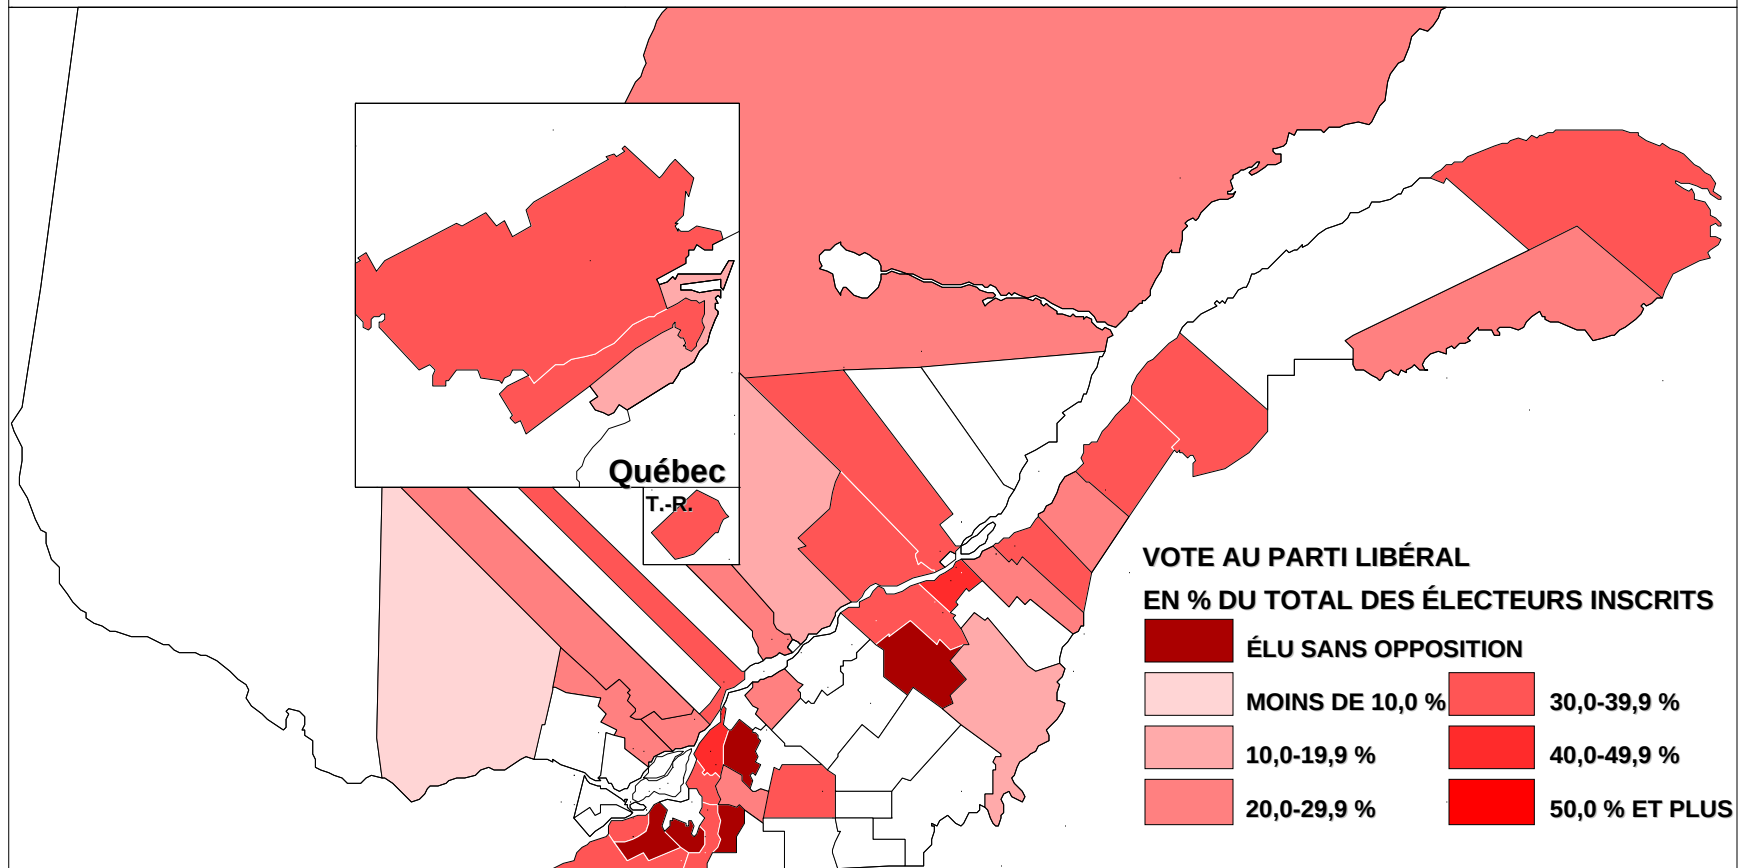 Québec
T.-R.
VOTE AU PARTI LIBÉRAL
EN % DU TOTAL DES ÉLECTEURS INSCRITS
ÉLU SANS OPPOSITION
MOINS DE 10,0 %
30,0-39,9 %
10,0-19,9 %
40,0-49,9 %
20,0-29,9 %
50,0 % ET PLUS